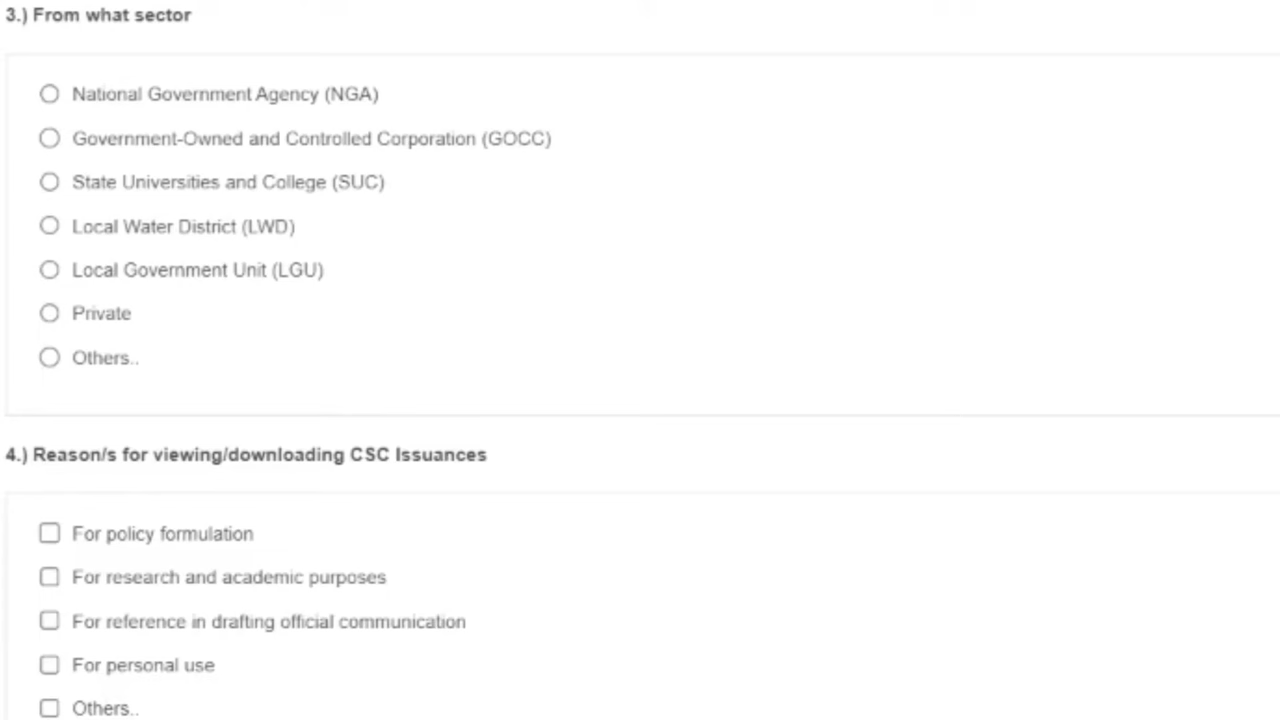 3.) From what sector
National Government Agency (NGA)
Government-Owned and Controlled Corporation (GOCC)
State Universities and College (SUC)
Local Water District (LWD)
Local Government Unit (LGU)
Private
Others..
4.) Reason/s for viewing/downloading CSC Issuances
For policy formulation
For research and academic purposes
For reference in drafting official communication
For personal use
Others..